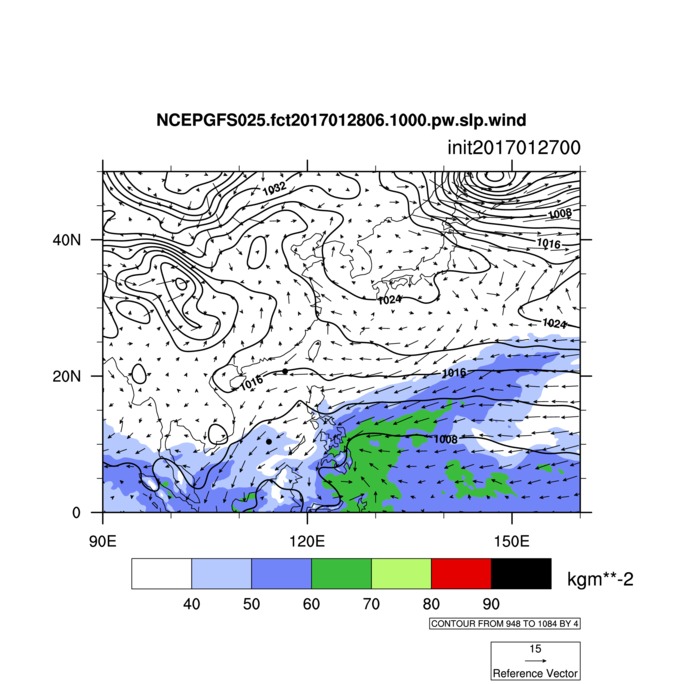 NCEPGFS025.fct2017012806.1000.pw.slp.wind
init2017012700
1032
1008
40N
1016
1024
1024
20N
1016
1016
1008
0
90E 120E 150E
kgm**-2
40 50 60 70 80 90
CONTOUR FROM 948 TO 1084 BY 4
15
Reference Vector